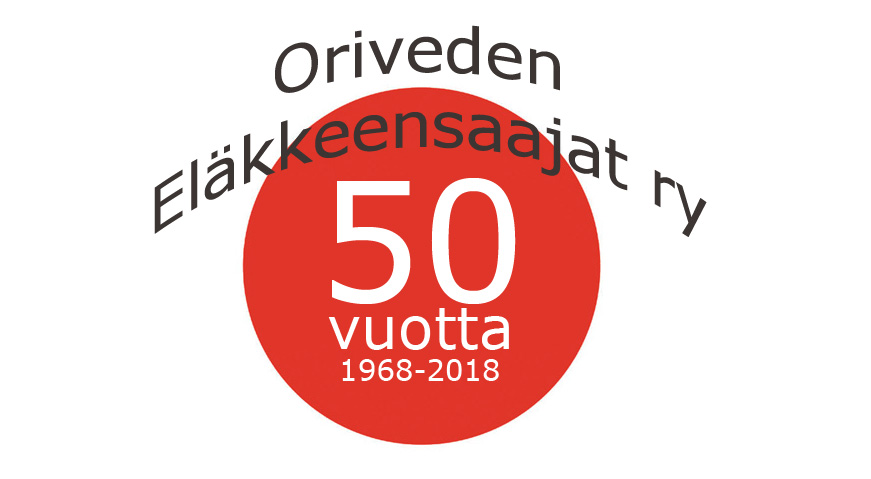 Oriveden
Eläkkeensaajat ry
50
vuotta
1968-2018